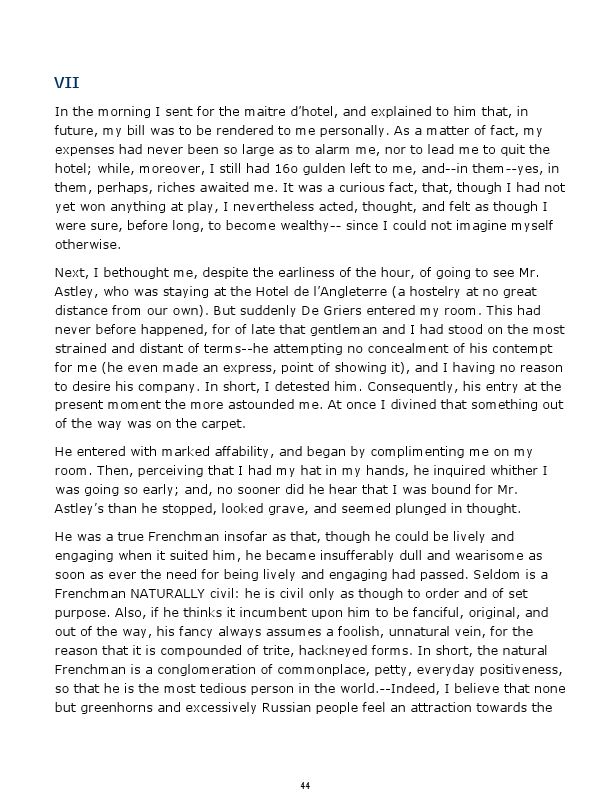 VII
In the morning I sent for the maitre d’hotel, and explained to him that, in
future, my bill was to be rendered to me personally. As a matter of fact, my
expenses had never been so large as to alarm me, nor to lead me to quit the
hotel; while, moreover, I still had 16o gulden left to me, and--in them--yes, in
them, perhaps, riches awaited me. It was a curious fact, that, though I had not
yet won anything at play, I nevertheless acted, thought, and felt as though I
were sure, before long, to become wealthy-- since I could not imagine myself
otherwise.
Next, I bethought me, despite the earliness of the hour, of going to see Mr.
Astley, who was staying at the Hotel de l’Angleterre (a hostelry at no great
distance from our own). But suddenly De Griers entered my room. This had
never before happened, for of late that gentleman and I had stood on the most
strained and distant of terms--he attempting no concealment of his contempt
for me (he even made an express, point of showing it), and I having no reason
to desire his company. In short, I detested him. Consequently, his entry at the
present moment the more astounded me. At once I divined that something out
of the way was on the carpet.
He entered with marked affability, and began by complimenting me on my
room. Then, perceiving that I had my hat in my hands, he inquired whither I
was going so early; and, no sooner did he hear that I was bound for Mr.
Astley’s than he stopped, looked grave, and seemed plunged in thought.
He was a true Frenchman insofar as that, though he could be lively and
engaging when it suited him, he became insufferably dull and wearisome as
soon as ever the need for being lively and engaging had passed. Seldom is a
Frenchman NATURALLY civil: he is civil only as though to order and of set
purpose. Also, if he thinks it incumbent upon him to be fanciful, original, and
out of the way, his fancy always assumes a foolish, unnatural vein, for the
reason that it is compounded of trite, hackneyed forms. In short, the natural
Frenchman is a conglomeration of commonplace, petty, everyday positiveness,
so that he is the most tedious person in the world.--Indeed, I believe that none
but greenhorns and excessively Russian people feel an attraction towards the
44